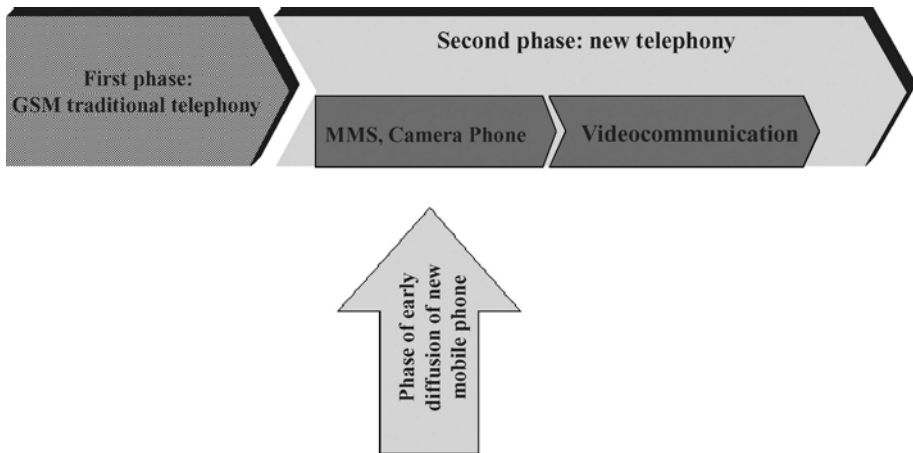 First phase:
GSM traditional telephony
Second phase: new telephony
MMS, Camera Phone
Videocommunication
Phase of early
diffusion of new
mobile phone